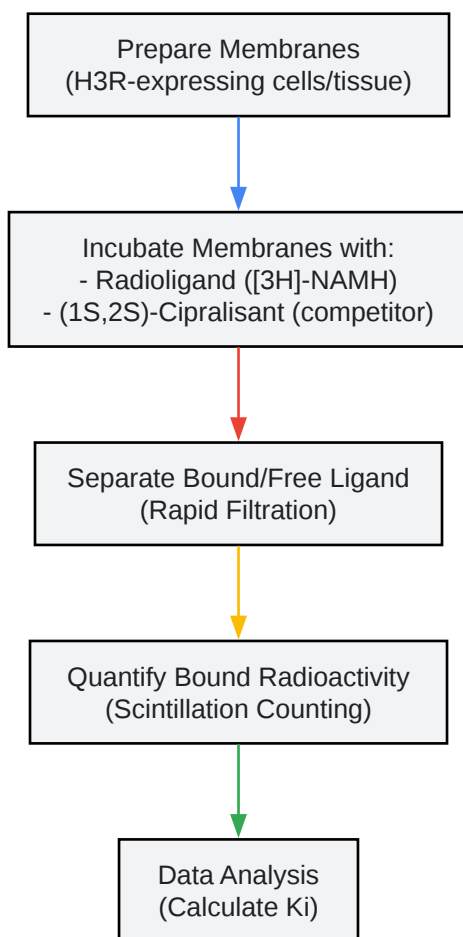 Prepare Membranes
(H3R-expressing cells/tissue)
Incubate Membranes with:
- Radioligand ([3H]-NAMH)
- (1S,2S)-Cipralisant (competitor)
Separate Bound/Free Ligand
(Rapid Filtration)
Quantify Bound Radioactivity
(Scintillation Counting)
Data Analysis
(Calculate Ki)